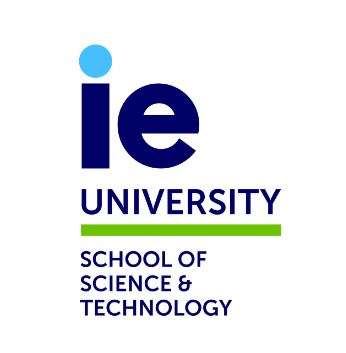 ie
UNIVERSITY
SCHOOL OF
SCIENCE &
TECHNOLOGY